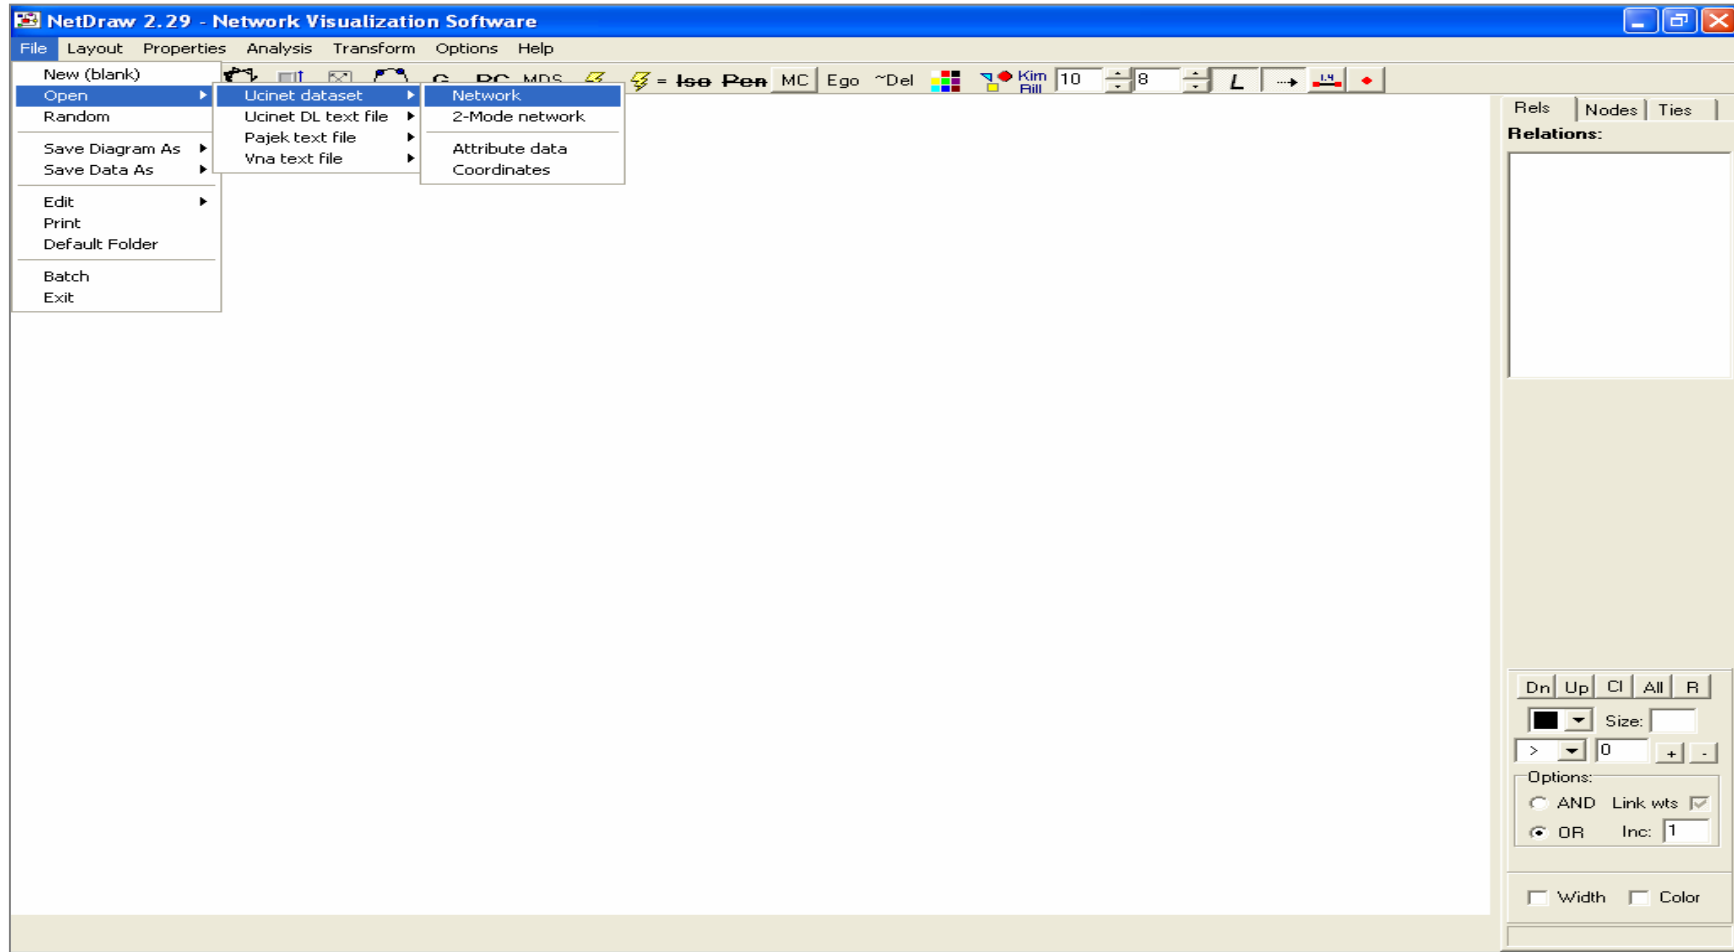 NetDraw 2.29 - Network Visualization Software
File Layout Properties Analysis Transform Options Help
= Iso Pen MC Ego ~Del Kim Bill 10 8 L 1.4
New (blank)
Open
Random
Save Diagram As
Save Data As
Edit
Print
Default Folder
Batch
Exit
Ucinet dataset
Ucinet DL text file
Pajek text file
Vna text file
Network
2-Mode network
Attribute data
Coordinates
Rels Nodes Ties
Relations:
Dn Up Cl All R
Size:
> 0 + -
Options:
AND Link wts
OR Inc: 1
Width Color